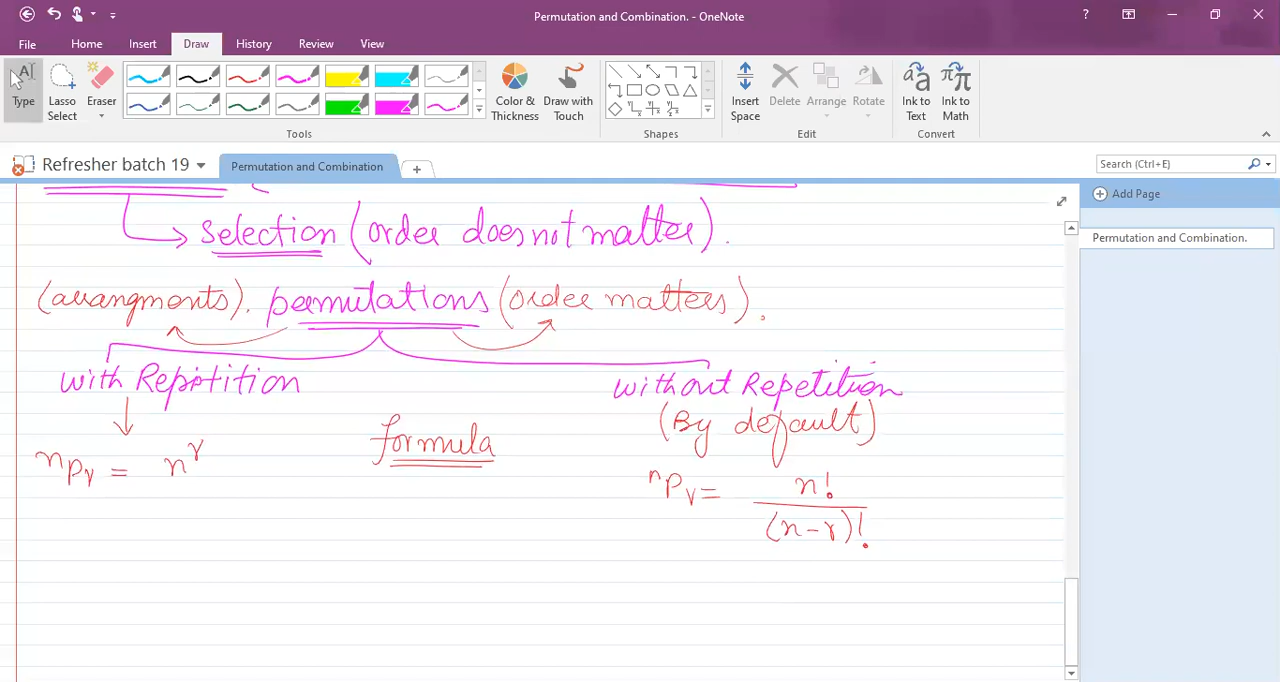 Permutation and Combination. - OneNote
?
File Home Insert Draw History Review View
Type
Lasso Select
Eraser
Color & Thickness
Draw with Touch
Insert Space
Delete
Arrange
Rotate
Ink to Text
Ink to Math
Tools
Shapes
Edit
Convert
Refresher batch 19
Permutation and Combination
Search (Ctrl+E)
Add Page
Permutation and Combination.
Selection (order does not matter).
(arrangments). permutations (order matters).
with Repitition
without Repetition
formula
(By default)
ⁿPᵣ = nʳ
ⁿPᵣ = n!
(n-r)!